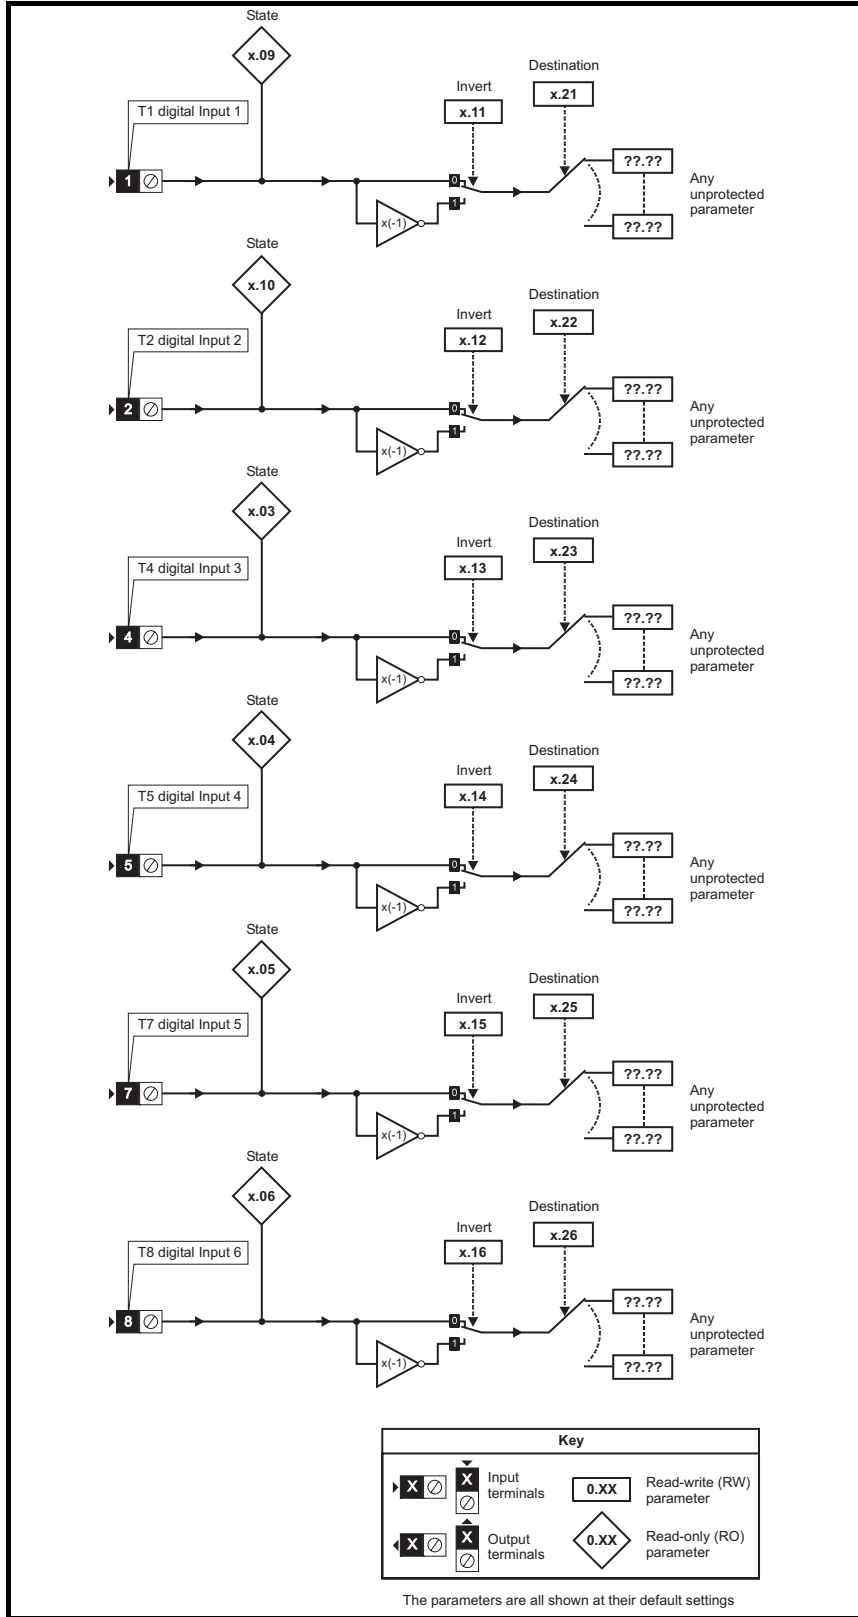 State
x.09
Destination
Invert
x.21
T1 digital Input 1
x.11
1
0
??.??
Any
unprotected
parameter
1
x(-1)
??.??
State
x.10
Destination
Invert
x.22
T2 digital Input 2
x.12
2
0
??.??
Any
unprotected
parameter
1
x(-1)
??.??
State
x.03
Destination
Invert
x.23
T4 digital Input 3
x.13
4
0
??.??
Any
unprotected
parameter
1
x(-1)
??.??
State
x.04
Destination
Invert
x.24
T5 digital Input 4
x.14
5
0
??.??
Any
unprotected
parameter
1
x(-1)
??.??
State
x.05
Destination
Invert
x.25
T7 digital Input 5
x.15
7
0
??.??
Any
unprotected
parameter
1
x(-1)
??.??
State
x.06
Destination
Invert
x.26
T8 digital Input 6
x.16
8
0
??.??
Any
unprotected
parameter
1
x(-1)
??.??
Key
X
X
Input
terminals
0.XX
Read-write (RW)
parameter
X
X
Output
terminals
0.XX
Read-only (RO)
parameter
The parameters are all shown at their default settings